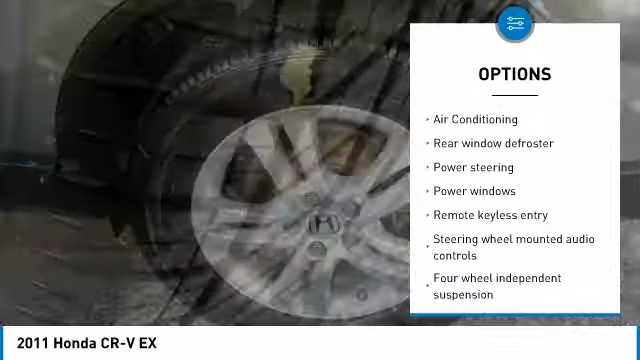 OPTIONS
Air Conditioning
Rear window defroster
Power steering
Power windows
Remote keyless entry
Steering wheel mounted audio
controls
Four wheel independent
suspension
2011 Honda CR-V EX